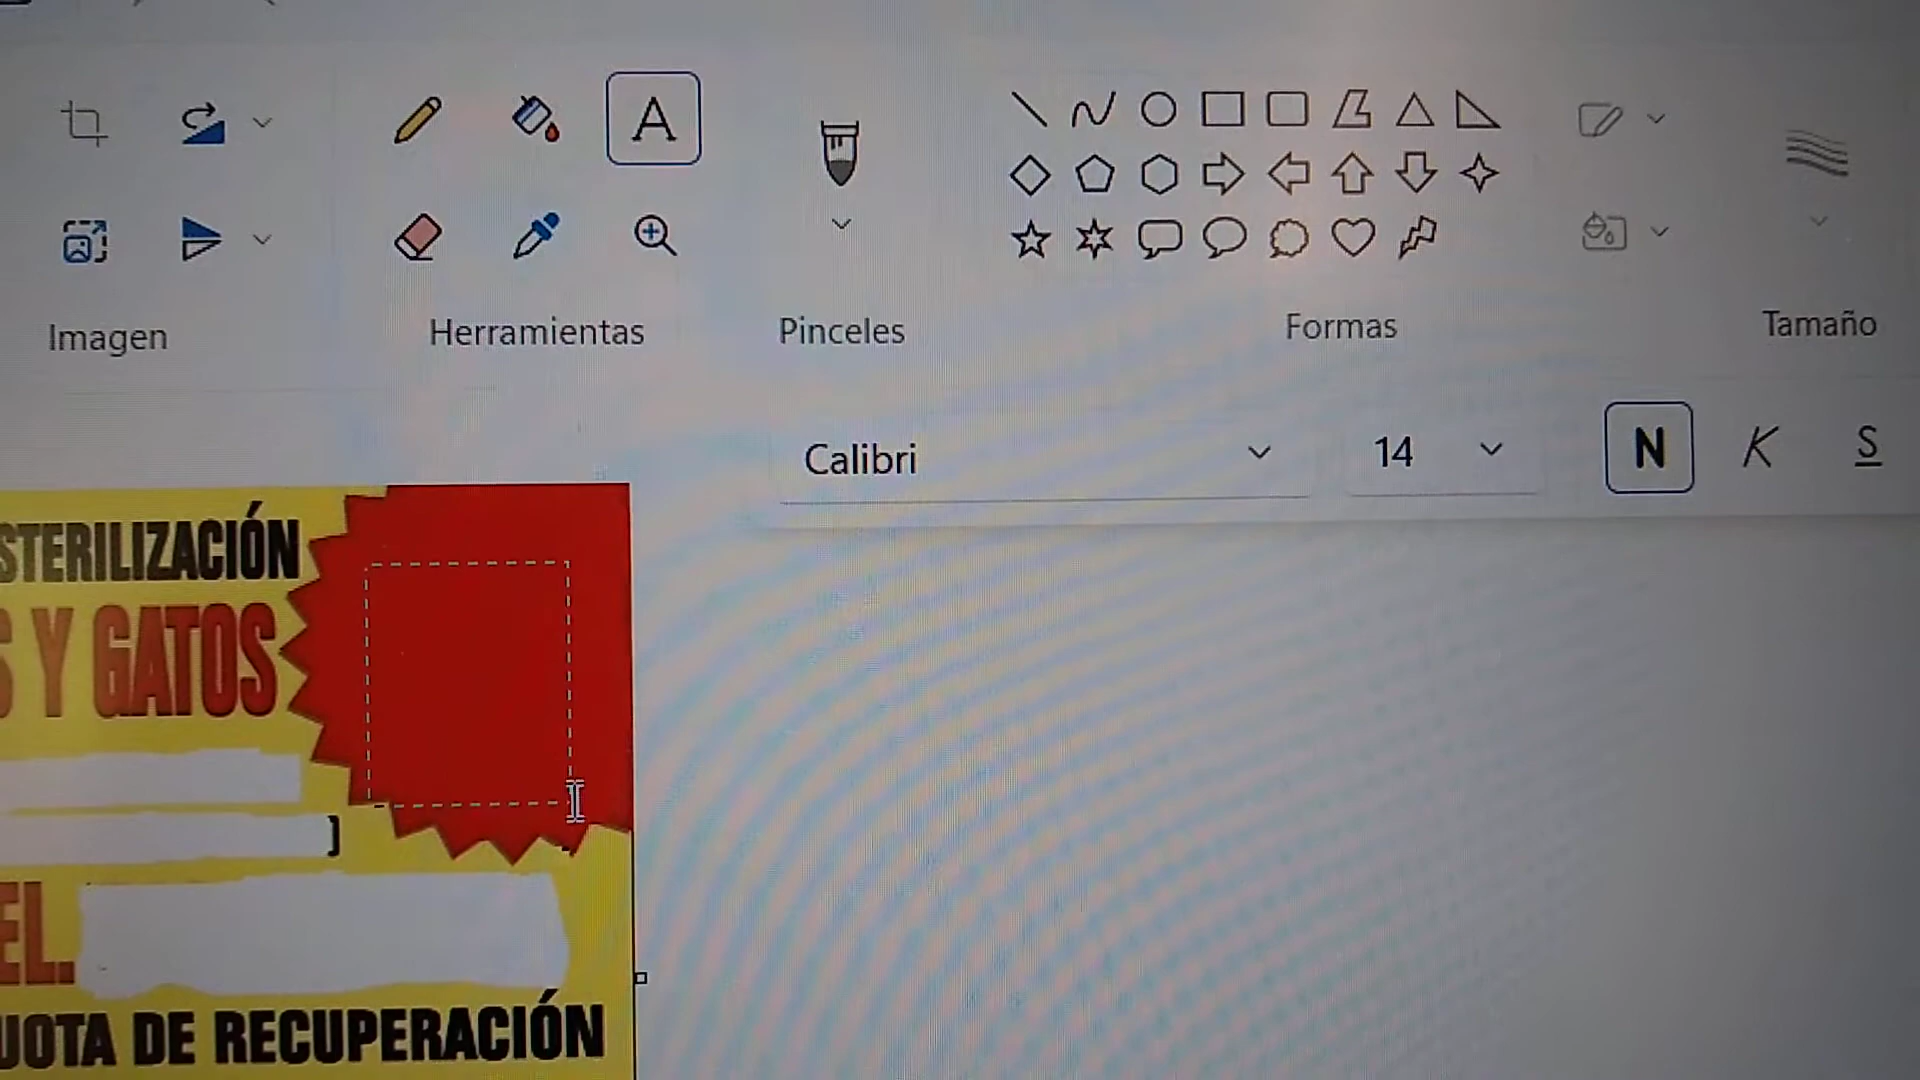 Imagen
Herramientas
Pinceles
Formas
Tamaño
Calibri
14
N
K
S
STERILIZACIÓN
S Y GATOS
]
EL.
UOTA DE RECUPERACIÓN